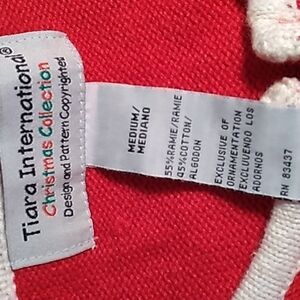 Tiara International®
Christmas Collection
Design and Pattern Copyrighted
MEDIUM/
MEDIANO
55%RAMIE/RAMIE
45%COTTON/
ALGODON
EXCLUSIVE OF
ORNAMENTATION
EXCLUVENDO LOS
ADORNOS
RN 83437